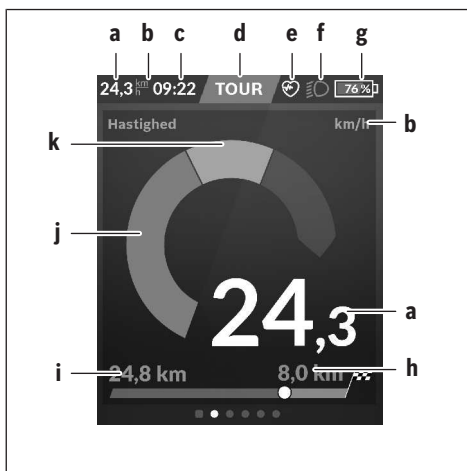 a b c d e f g
24,3 km/h 09:22 TOUR 76 %
Hastighed km/h b
k
j
24,3 a
i 24,8 km 8,0 km h